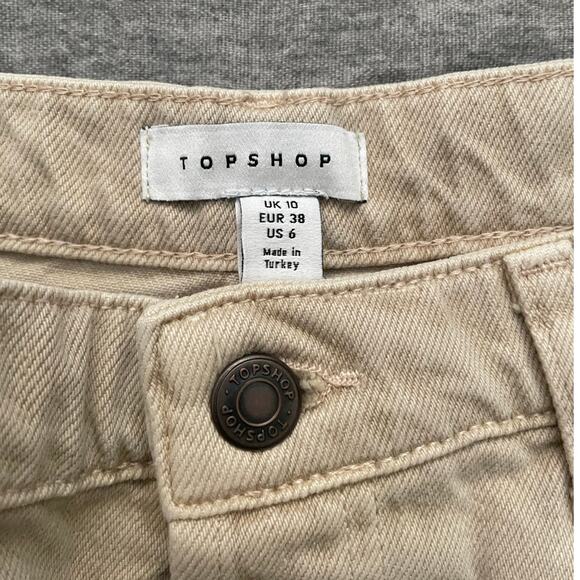 TOPSHOP
UK 10
EUR 38
US 6
Made in
Turkey
TOPSHOP
TOPSHOP